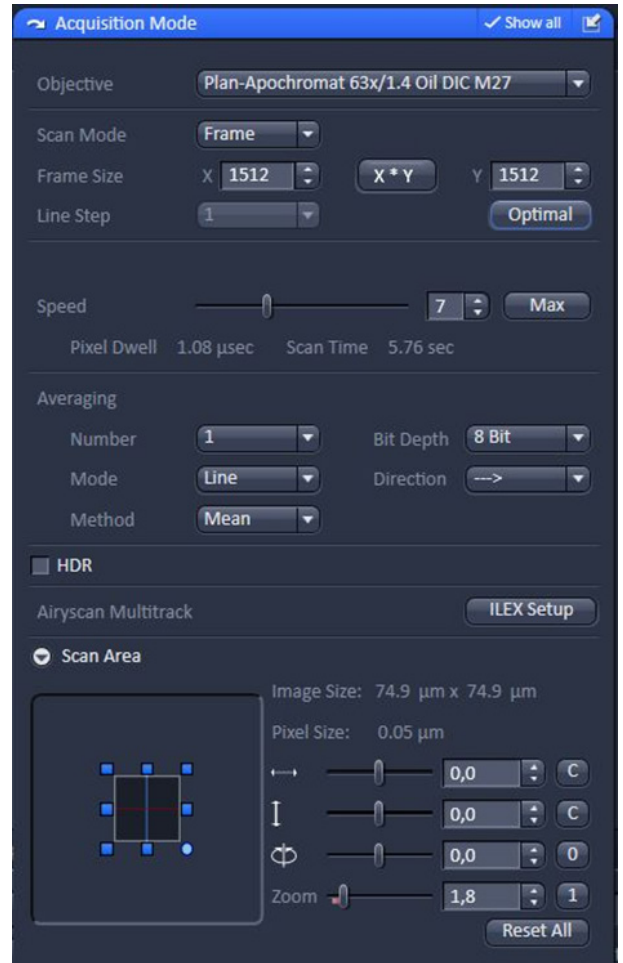 Acquisition Mode Show all
Objective Plan-Apochromat 63x/1.4 Oil DIC M27
Scan Mode Frame
Frame Size X 1512 X * Y Y 1512
Line Step 1 Optimal
Speed 7 Max
Pixel Dwell 1.08 µsec Scan Time 5.76 sec
Averaging
Number 1 Bit Depth 8 Bit
Mode Line Direction --->
Method Mean
HDR
Airyscan Multitrack ILEX Setup
Scan Area
Image Size: 74.9 µm x 74.9 µm
Pixel Size: 0.05 µm
0,0 C
0,0 C
0,0 0
Zoom 1,8 1
Reset All